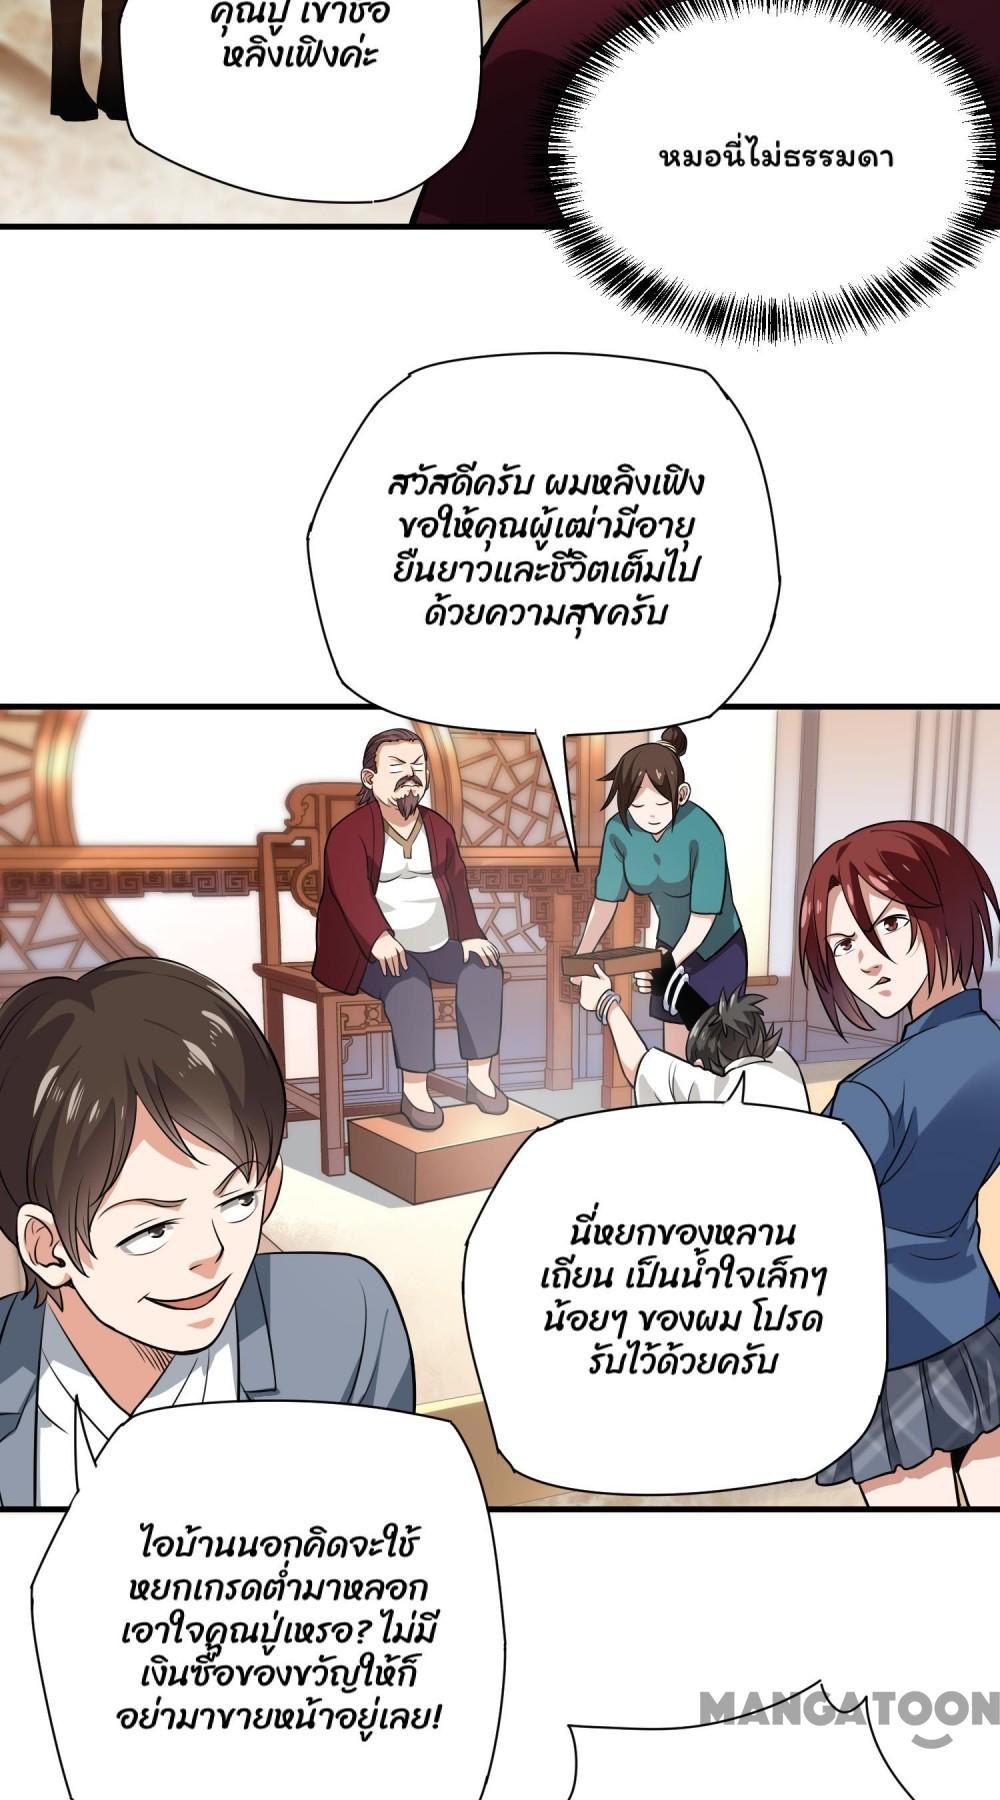 คุณปู่ เขาชื่อ
หลิงเฟิงค่ะ
หมอนี่ไม่ธรรมดา
สวัสดีครับ ผมหลิงเฟิง
ขอให้คุณผู้เฒ่ามีอายุ
ยืนยาวและชีวิตเต็มไป
ด้วยความสุขครับ
นี่หยกของหลาน
เถียน เป็นน้ำใจเล็กๆ
น้อยๆ ของผม โปรด
รับไว้ด้วยครับ
ไอบ้านนอกคิดจะใช้
หยกเกรดต่ำมาหลอก
เอาใจคุณปู่เหรอ? ไม่มี
เงินซื้อของขวัญให้ก็
อย่ามาขายหน้าอยู่เลย!
MANGATOON